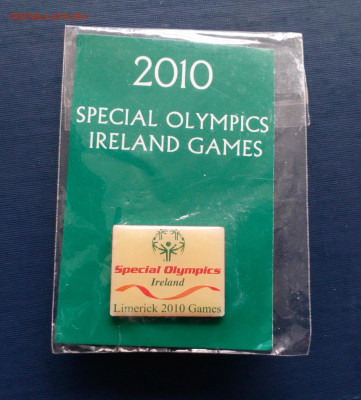 2010
SPECIAL OLYMPICS
IRELAND GAMES
Special Olympics
Ireland
Limerick 2010 Games